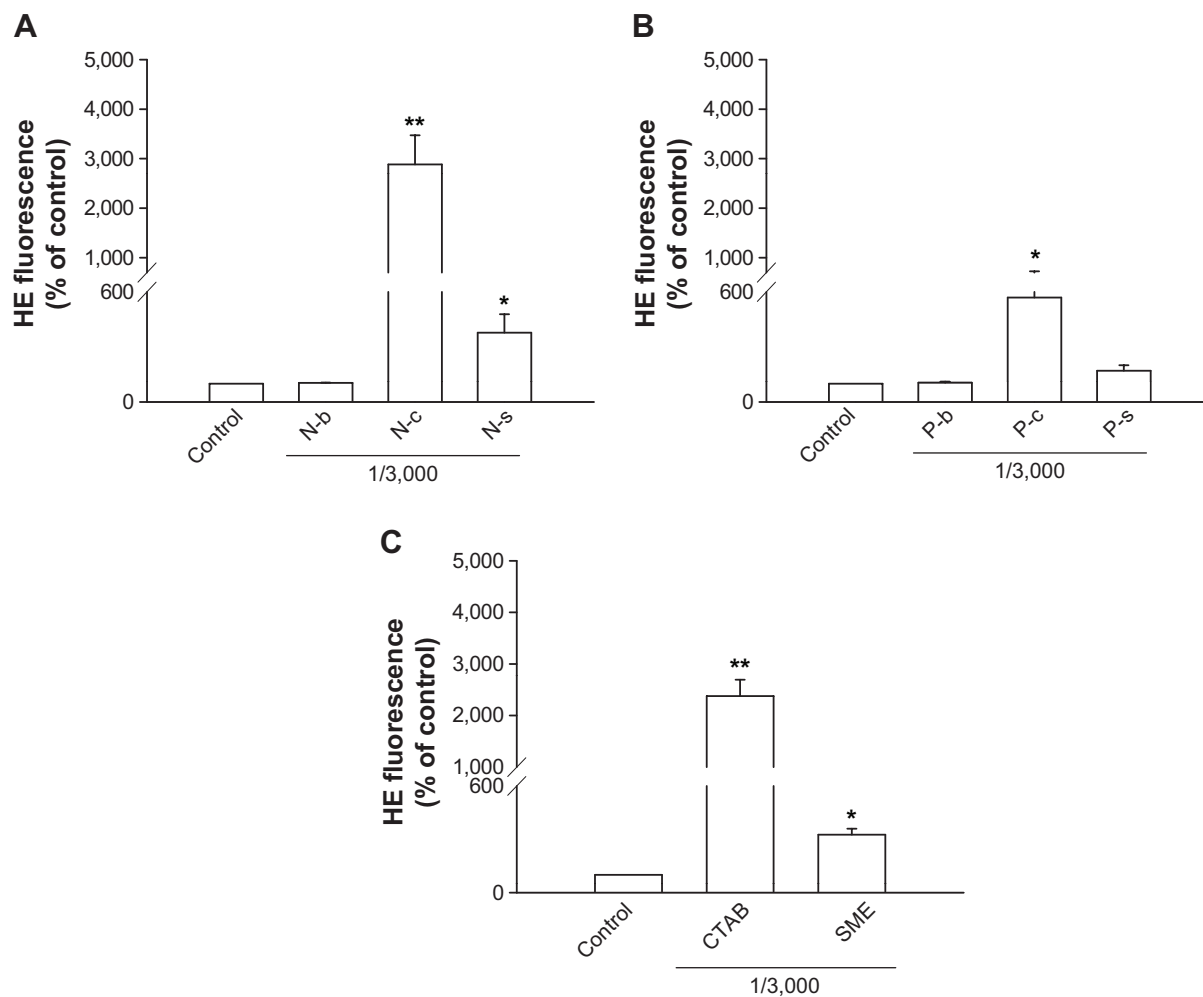 A
HE fluorescence
(% of control)
5,000
4,000
3,000
2,000
1,000
600
0
**
*
Control
N-b
N-c
N-s
1/3,000
B
HE fluorescence
(% of control)
5,000
4,000
3,000
2,000
1,000
600
0
*
Control
P-b
P-c
P-s
1/3,000
C
HE fluorescence
(% of control)
5,000
4,000
3,000
2,000
1,000
600
0
**
*
Control
CTAB
SME
1/3,000